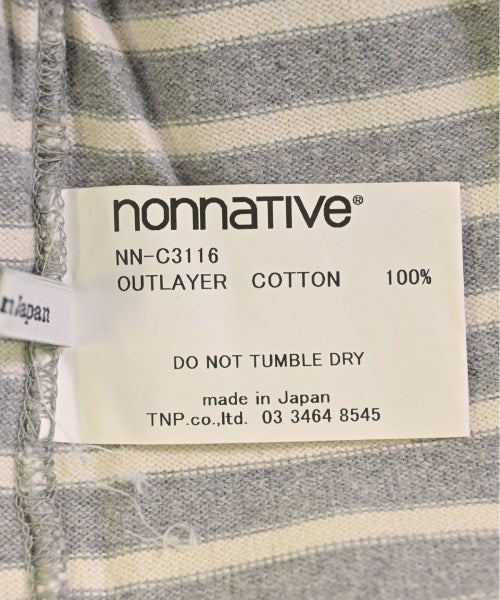 nonnative®
NN-C3116
OUTLAYER COTTON 100%
DO NOT TUMBLE DRY
made in Japan
TNP.co.,ltd. 03 3464 8545
Japan